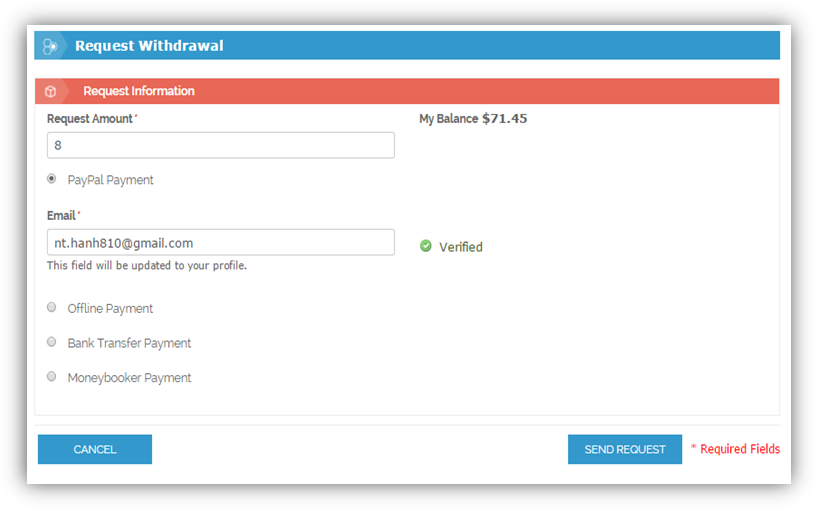 Request Withdrawal
Request Information
Request Amount *
My Balance $71.45
8
PayPal Payment
Email *
nt.hanh810@gmail.com
Verified
This field will be updated to your profile.
Offline Payment
Bank Transfer Payment
Moneybooker Payment
CANCEL
SEND REQUEST
* Required Fields